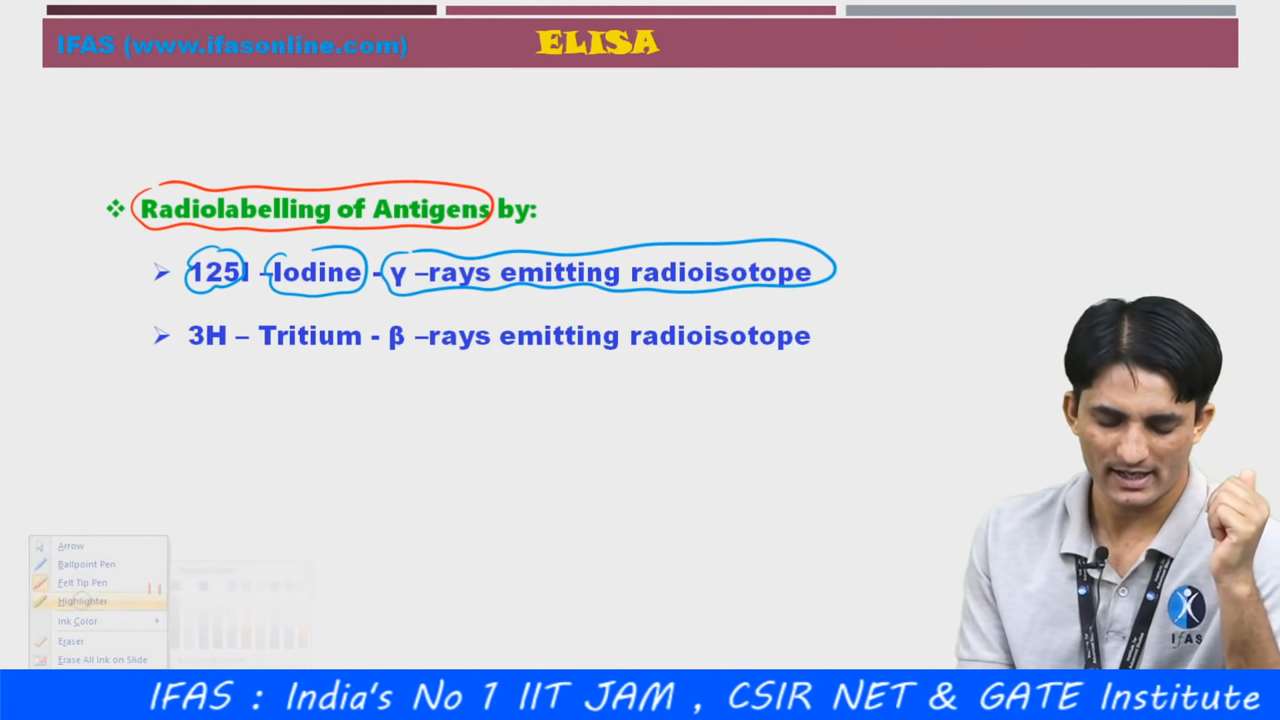 IFAS (www.ifasonline.com)
ELISA
❖ Radiolabelling of Antigens by:
➢ 125I –Iodine - γ –rays emitting radioisotope
➢ 3H – Tritium - β –rays emitting radioisotope
Arrow
Ballpoint Pen
Felt Tip Pen
Highlighter
Ink Color
Eraser
Erase All Ink on Slide
IFAS
IFAS : India's No 1 IIT JAM , CSIR NET & GATE Institute